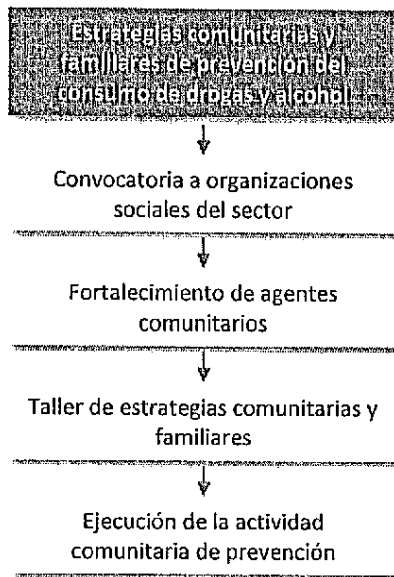 Estrategias comunitarias y
familiares de prevención del
consumo de drogas y alcohol
Convocatoria a organizaciones
sociales del sector
Fortalecimiento de agentes
comunitarios
Taller de estrategias comunitarias y
familiares
Ejecución de la actividad
comunitaria de prevención